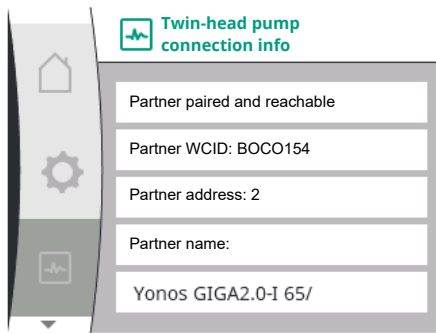 Twin-head pump
connection info
Partner paired and reachable
Partner WCID: BOCO154
Partner address: 2
Partner name:
Yonos GIGA2.0-I 65/